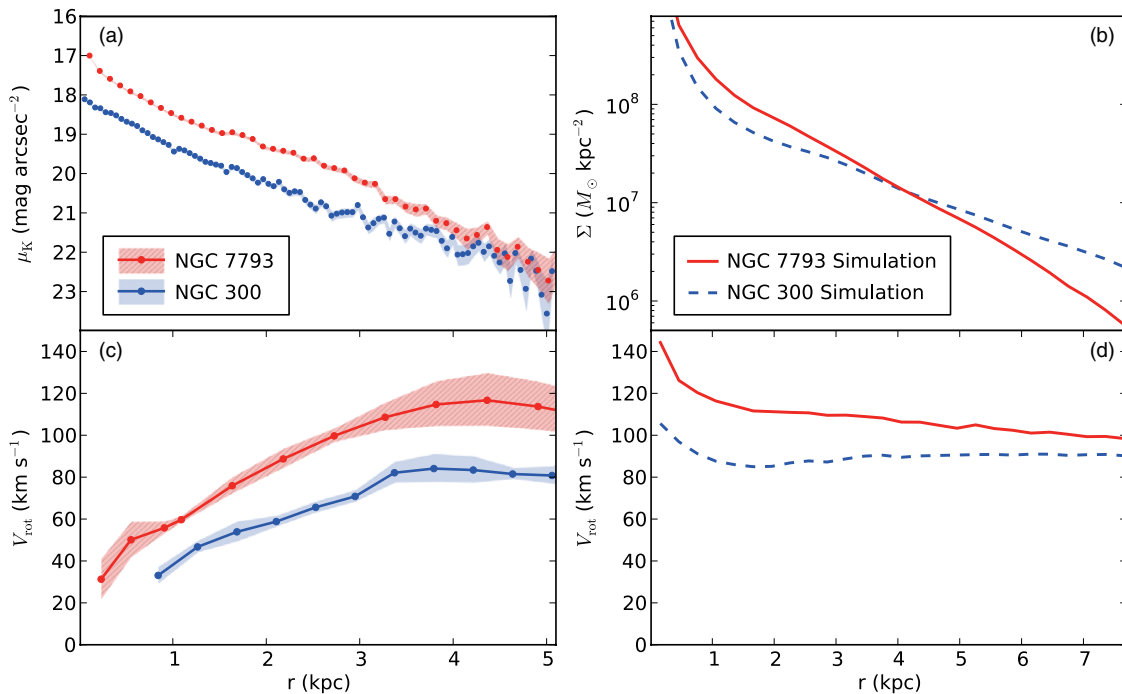 (a)
16
17
18
19
20
21
22
23
μK (mag arcsec−2)
NGC 7793
NGC 300
(b)
10^8
10^7
10^6
Σ (M⊙ kpc−2)
NGC 7793 Simulation
NGC 300 Simulation
(c)
140
120
100
80
60
40
20
0
Vrot (km s−1)
1 2 3 4 5
r (kpc)
(d)
140
120
100
80
60
40
20
0
Vrot (km s−1)
1 2 3 4 5 6 7
r (kpc)